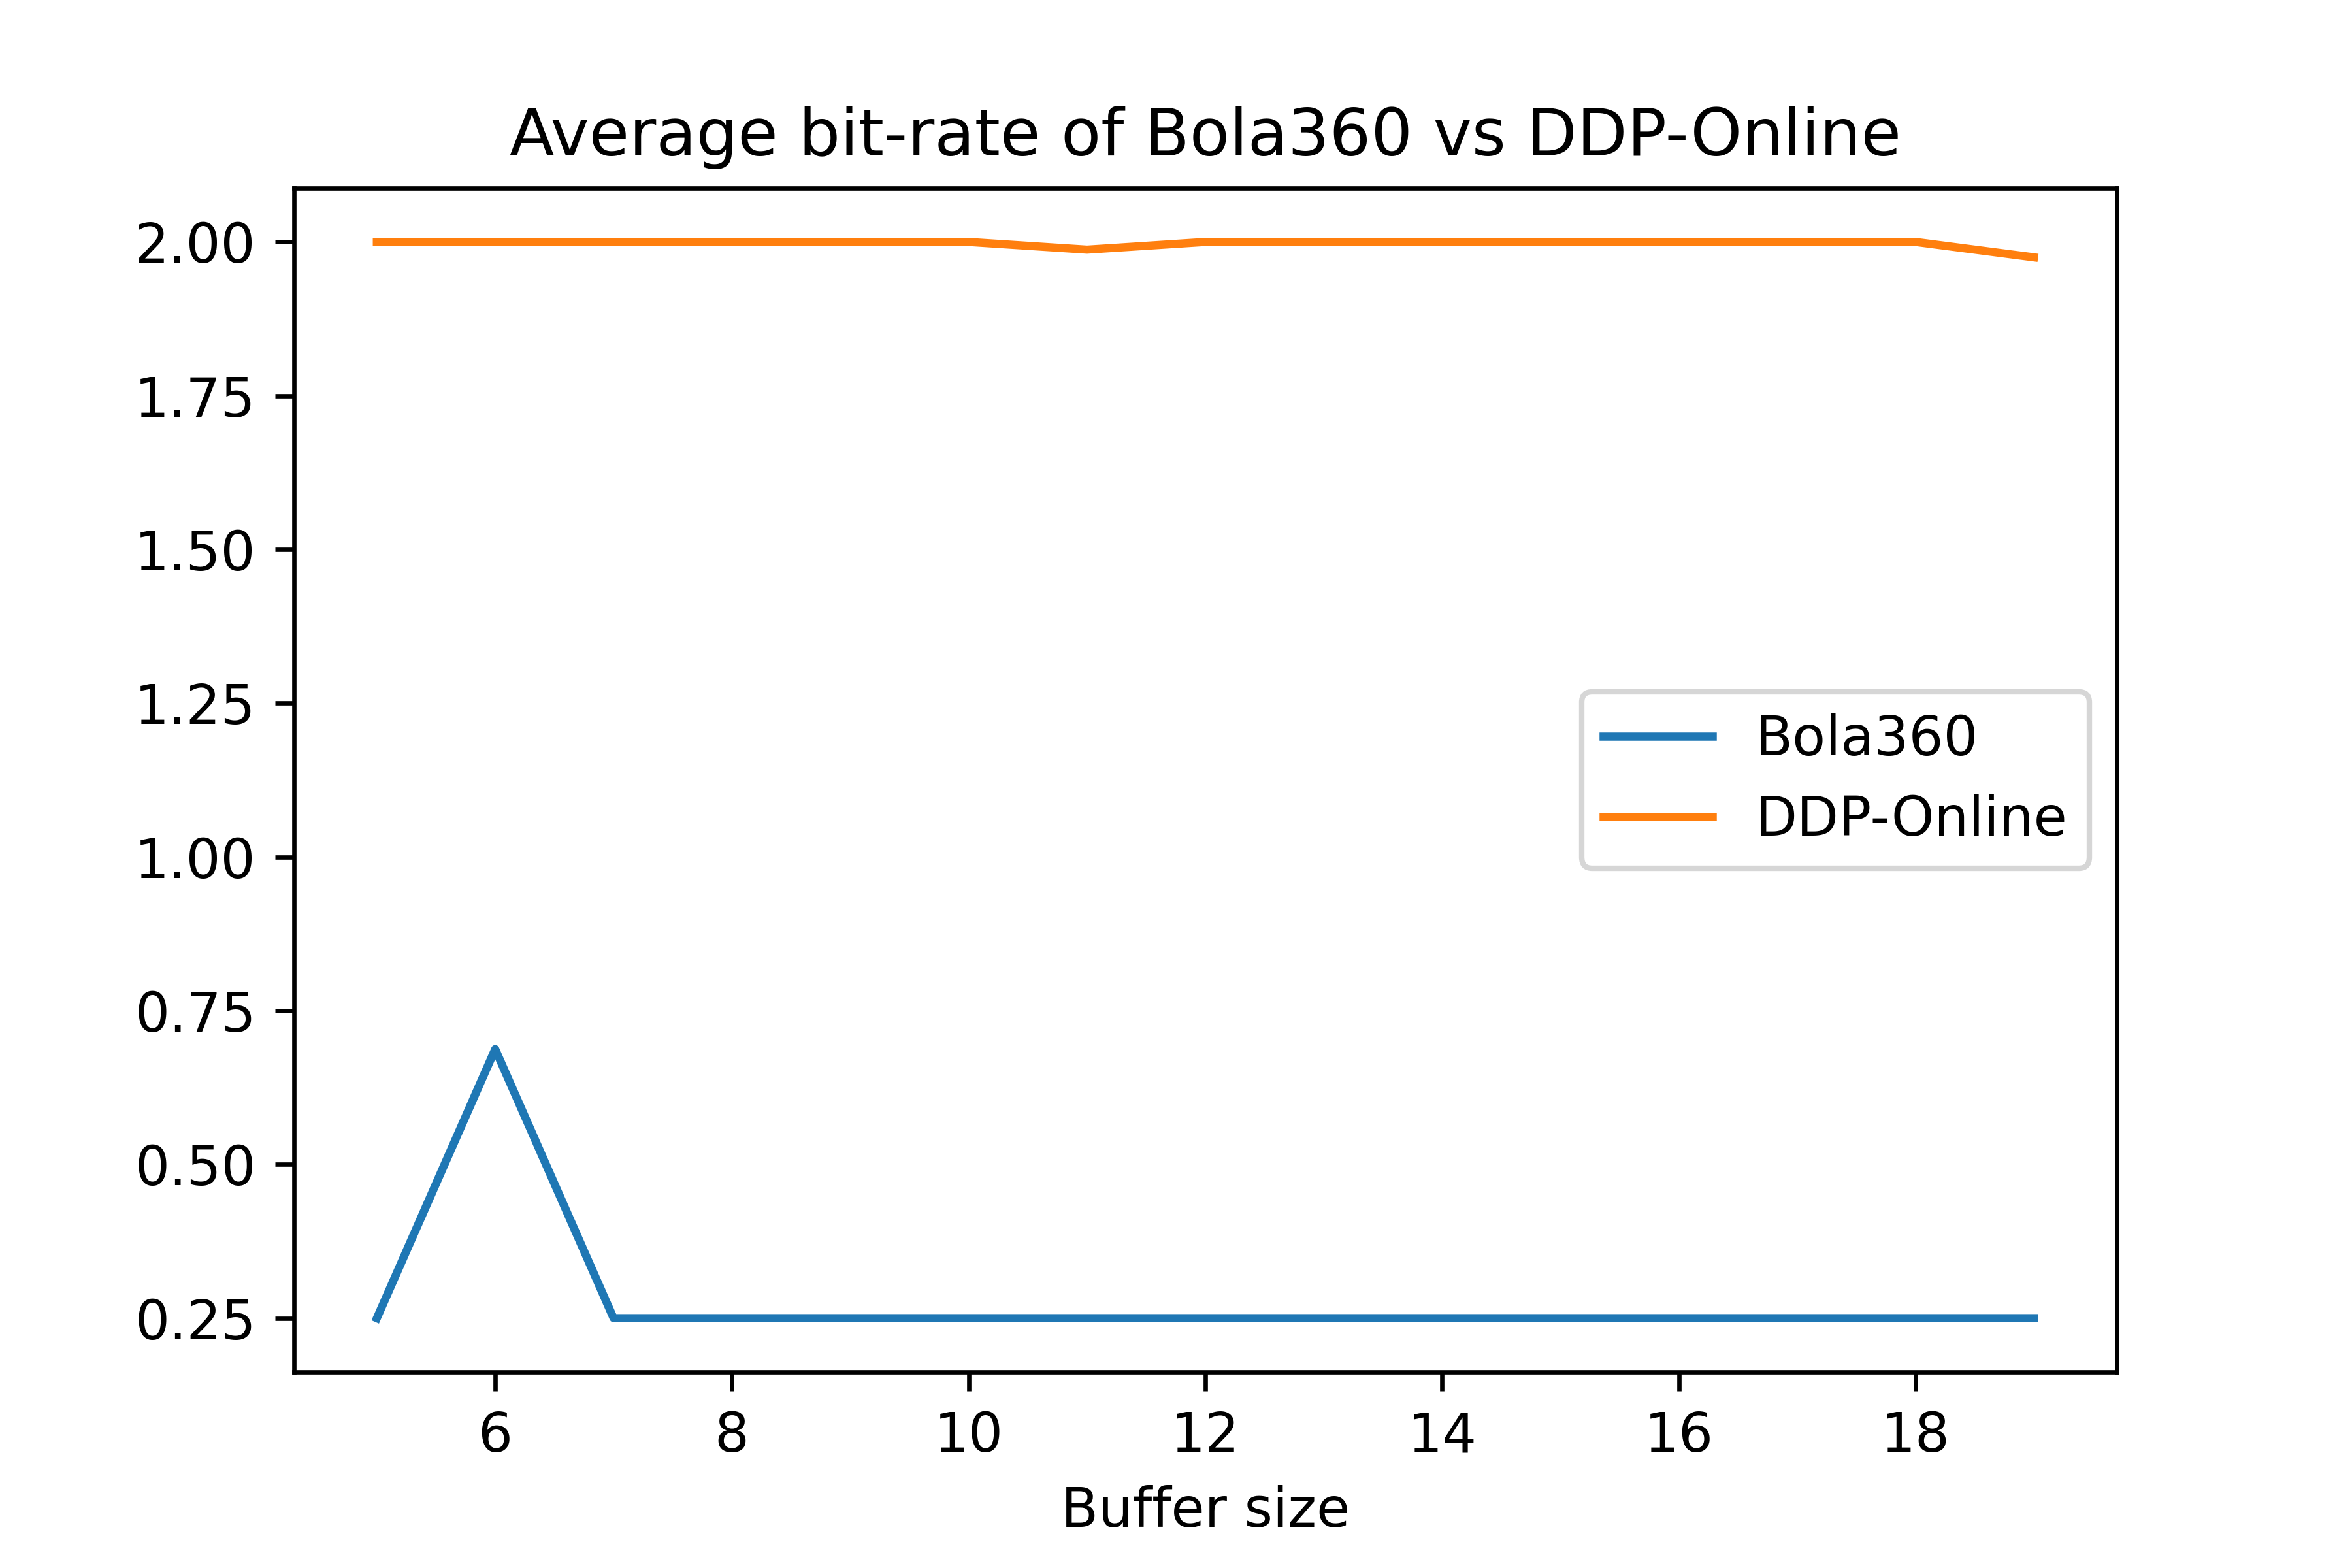 Average bit-rate of Bola360 vs DDP-Online
2.00
1.75
1.50
1.25
1.00
0.75
0.50
0.25
Bola360
DDP-Online
6 8 10 12 14 16 18
Buffer size